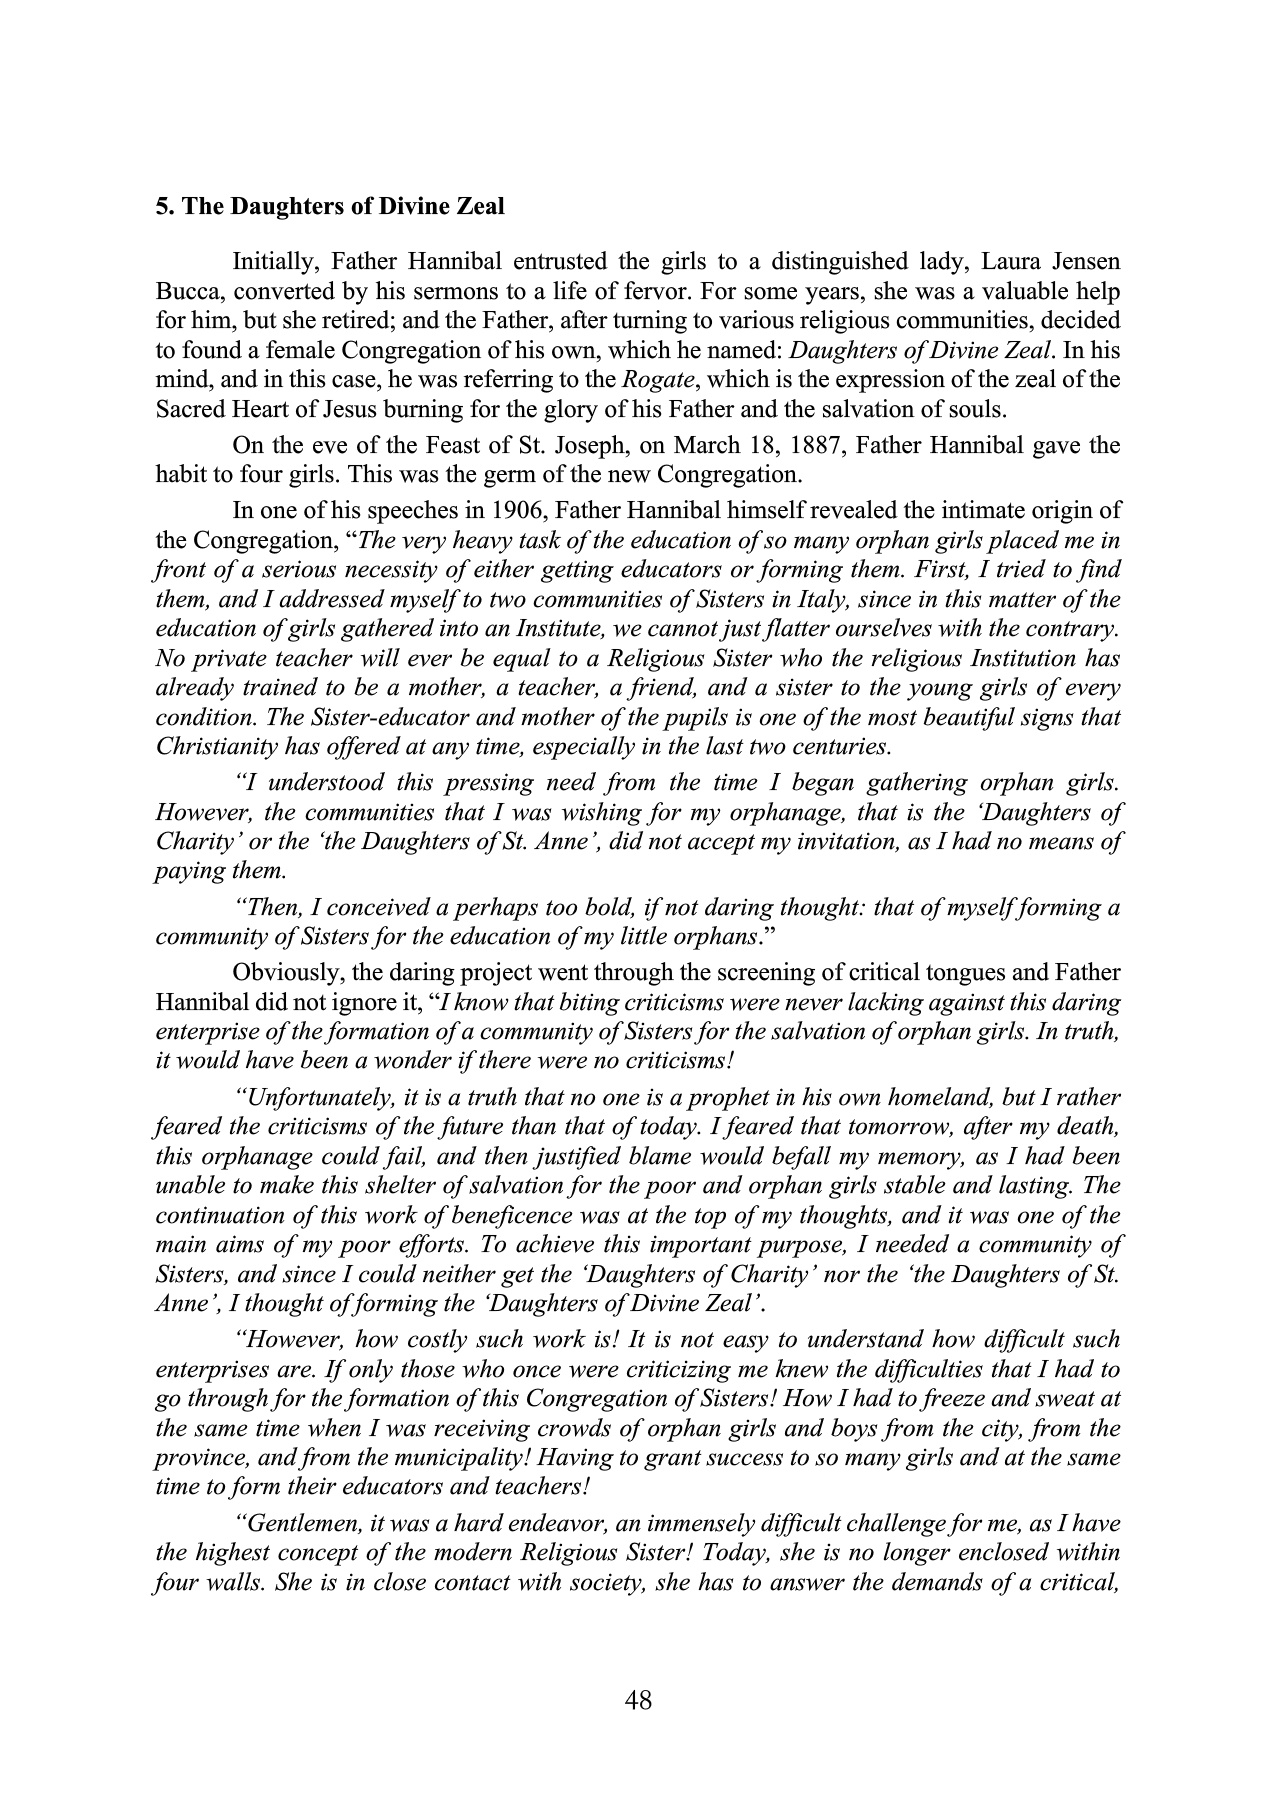 5. The Daughters of Divine Zeal
Initially, Father Hannibal entrusted the girls to a distinguished lady, Laura Jensen
Bucca, converted by his sermons to a life of fervor. For some years, she was a valuable help
for him, but she retired; and the Father, after turning to various religious communities, decided
to found a female Congregation of his own, which he named: Daughters of Divine Zeal. In his
mind, and in this case, he was referring to the Rogate, which is the expression of the zeal of the
Sacred Heart of Jesus burning for the glory of his Father and the salvation of souls.
On the eve of the Feast of St. Joseph, on March 18, 1887, Father Hannibal gave the
habit to four girls. This was the germ of the new Congregation.
In one of his speeches in 1906, Father Hannibal himself revealed the intimate origin of
the Congregation, “The very heavy task of the education of so many orphan girls placed me in
front of a serious necessity of either getting educators or forming them. First, I tried to find
them, and I addressed myself to two communities of Sisters in Italy, since in this matter of the
education of girls gathered into an Institute, we cannot just flatter ourselves with the contrary.
No private teacher will ever be equal to a Religious Sister who the religious Institution has
already trained to be a mother, a teacher, a friend, and a sister to the young girls of every
condition. The Sister-educator and mother of the pupils is one of the most beautiful signs that
Christianity has offered at any time, especially in the last two centuries.
“I understood this pressing need from the time I began gathering orphan girls.
However, the communities that I was wishing for my orphanage, that is the ‘Daughters of
Charity’ or the ‘the Daughters of St. Anne’, did not accept my invitation, as I had no means of
paying them.
“Then, I conceived a perhaps too bold, if not daring thought: that of myself forming a
community of Sisters for the education of my little orphans.”
Obviously, the daring project went through the screening of critical tongues and Father
Hannibal did not ignore it, “I know that biting criticisms were never lacking against this daring
enterprise of the formation of a community of Sisters for the salvation of orphan girls. In truth,
it would have been a wonder if there were no criticisms!
“Unfortunately, it is a truth that no one is a prophet in his own homeland, but I rather
feared the criticisms of the future than that of today. I feared that tomorrow, after my death,
this orphanage could fail, and then justified blame would befall my memory, as I had been
unable to make this shelter of salvation for the poor and orphan girls stable and lasting. The
continuation of this work of beneficence was at the top of my thoughts, and it was one of the
main aims of my poor efforts. To achieve this important purpose, I needed a community of
Sisters, and since I could neither get the ‘Daughters of Charity’ nor the ‘the Daughters of St.
Anne’, I thought of forming the ‘Daughters of Divine Zeal’.
“However, how costly such work is! It is not easy to understand how difficult such
enterprises are. If only those who once were criticizing me knew the difficulties that I had to
go through for the formation of this Congregation of Sisters! How I had to freeze and sweat at
the same time when I was receiving crowds of orphan girls and boys from the city, from the
province, and from the municipality! Having to grant success to so many girls and at the same
time to form their educators and teachers!
“Gentlemen, it was a hard endeavor, an immensely difficult challenge for me, as I have
the highest concept of the modern Religious Sister! Today, she is no longer enclosed within
four walls. She is in close contact with society, she has to answer the demands of a critical,
48